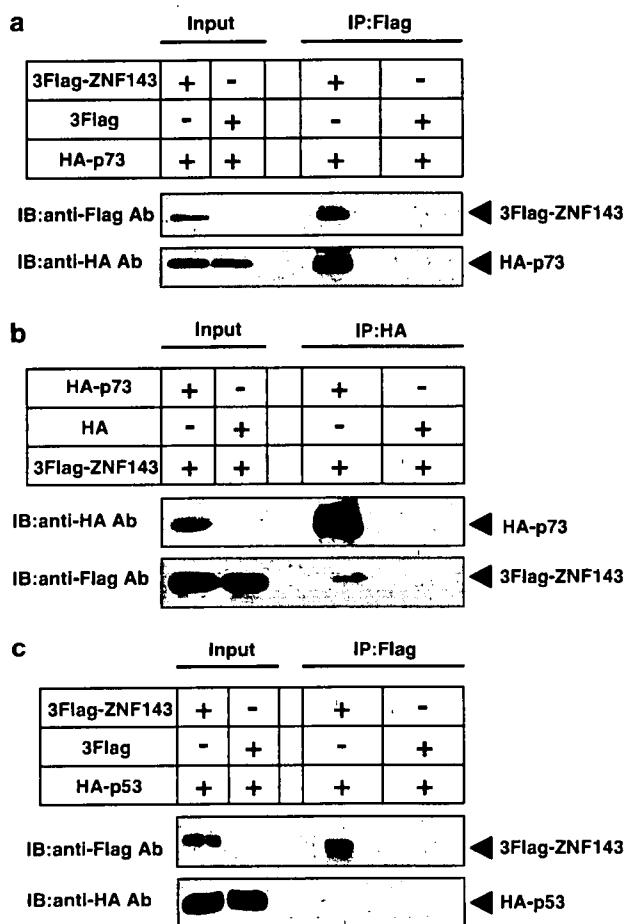 a
Input IP:Flag
3Flag-ZNF143 + - + -
3Flag - + - +
HA-p73 + + + +
IB:anti-Flag Ab 3Flag-ZNF143
IB:anti-HA Ab HA-p73
b
Input IP:HA
HA-p73 + - + -
HA - + - +
3Flag-ZNF143 + + + +
IB:anti-HA Ab HA-p73
IB:anti-Flag Ab 3Flag-ZNF143
c
Input IP:Flag
3Flag-ZNF143 + - + -
3Flag - + - +
HA-p53 + + + +
IB:anti-Flag Ab 3Flag-ZNF143
IB:anti-HA Ab HA-p53